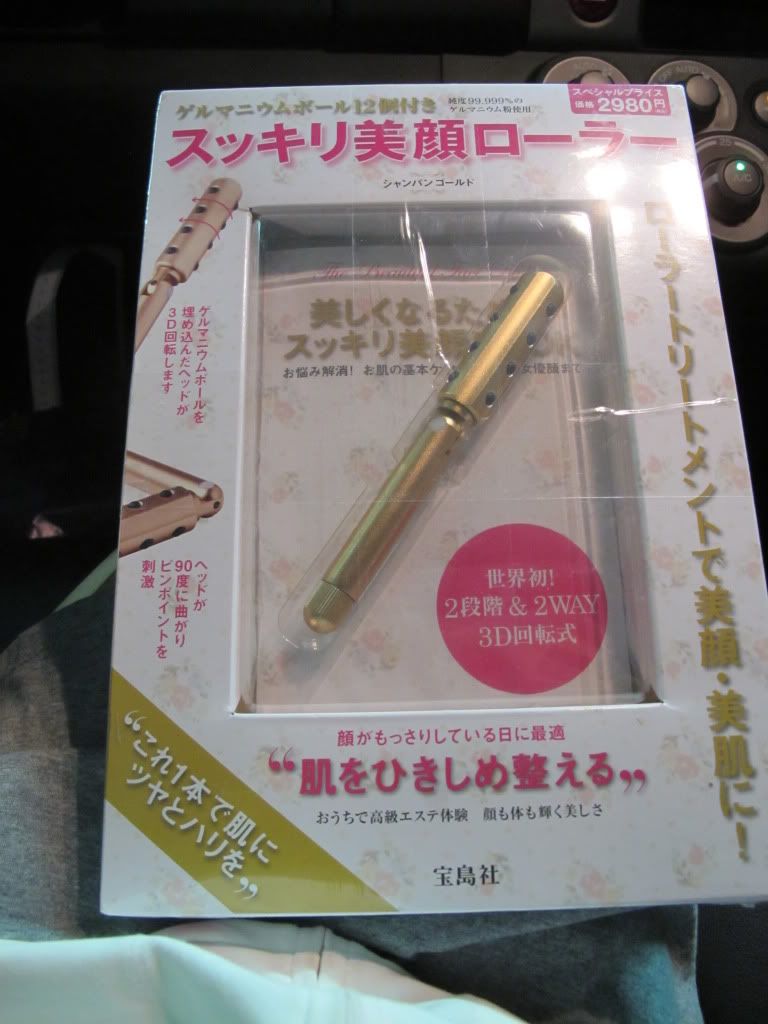 ゲルマニウムボール12個付き
純度99.999%の
ゲルマニウム粉使用
スペシャルプライス
価格2980円
スッキリ美顔ローラー
シャンパンゴールド
ローラートリートメントで美顔・美肌に!
The
美しくなるた
スッキリ美
お悩み解消! お肌の基本ケ
女優顔まで
ゲルマニウムボールを
埋め込んだヘッドが
3D回転します
ヘッドが
90度に曲がり
ピンポイントを
刺激
世界初!
2段階 & 2WAY
3D回転式
顔がもっさりしている日に最適
“肌をひきしめ整える”
おうちで高級エステ体験 顔も体も輝く美しさ
“これ1本で肌に
ツヤとハリを”
宝島社
OFF AUTO
25
A/C